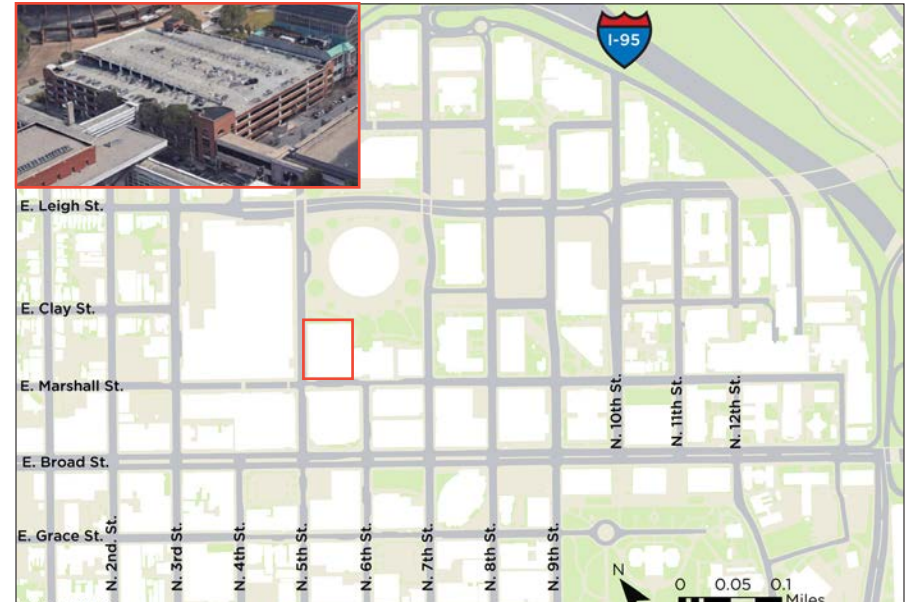 I-95
E. Leigh St.
E. Clay St.
E. Marshall St.
N. 10th St.
N. 11th St.
N. 12th St.
E. Broad St.
E. Grace St.
N. 2nd. St.
N. 3rd St.
N. 4th St.
N. 5th St.
N. 6th St.
N. 7th St.
N. 8th St.
N. 9th St.
N
0 0.05 0.1
Miles